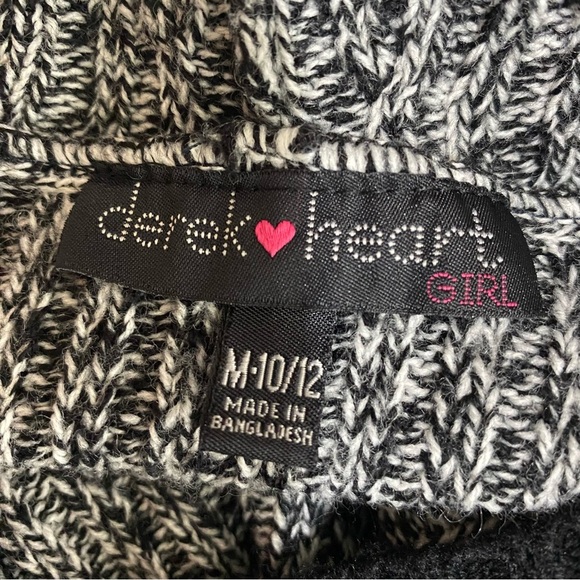 derek heart.
GIRL
M-10/12
MADE IN
BANGLADESH